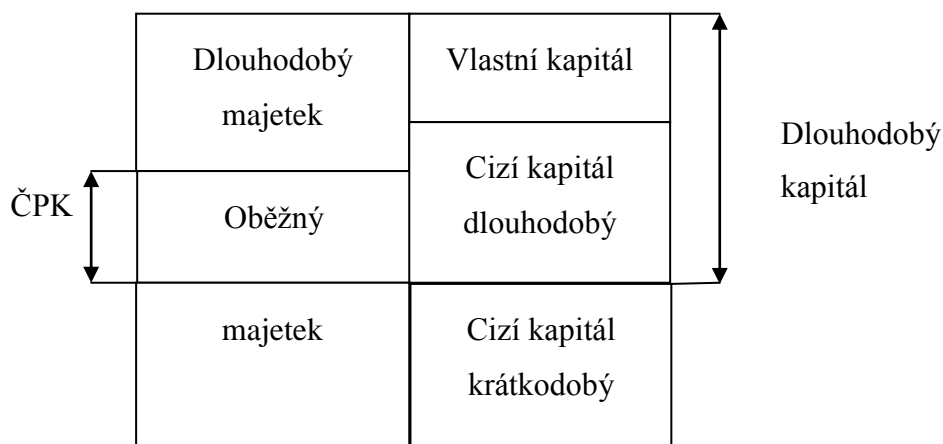 Dlouhodobý
majetek
Vlastní kapitál
Dlouhodobý
kapitál
Cizí kapitál
dlouhodobý
ČPK
Oběžný
majetek
Cizí kapitál
krátkodobý